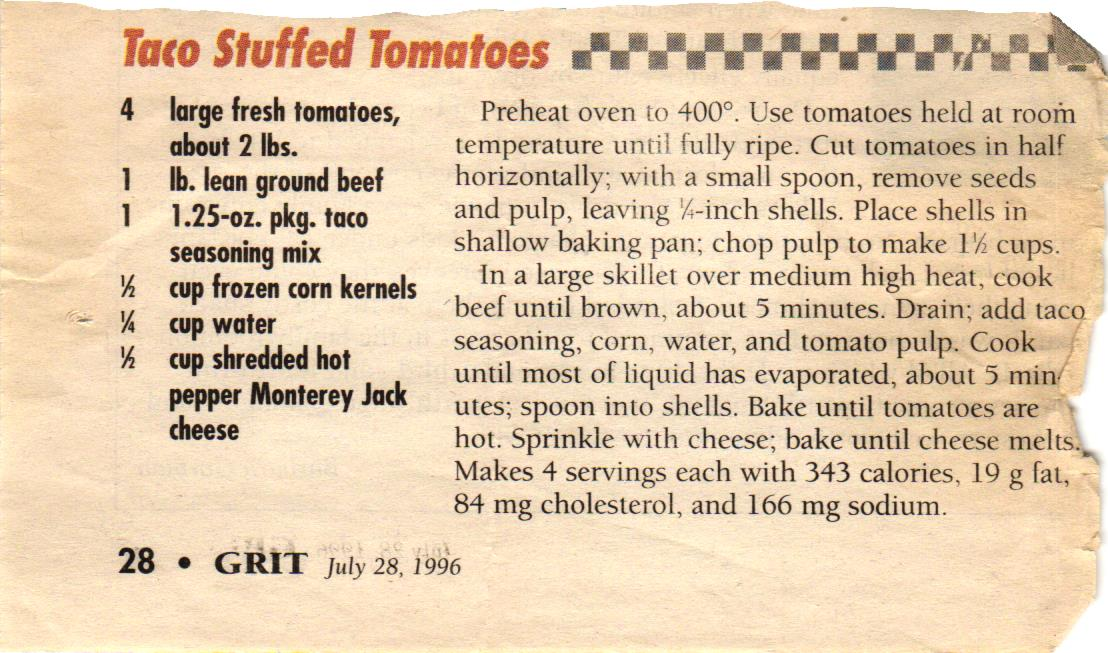 Taco Stuffed Tomatoes
4 large fresh tomatoes,
about 2 lbs.
1 lb. lean ground beef
1 1.25-oz. pkg. taco
seasoning mix
½ cup frozen corn kernels
¼ cup water
½ cup shredded hot
pepper Monterey Jack
cheese
Preheat oven to 400°. Use tomatoes held at room
temperature until fully ripe. Cut tomatoes in half
horizontally; with a small spoon, remove seeds
and pulp, leaving ¼-inch shells. Place shells in
shallow baking pan; chop pulp to make 1½ cups.
In a large skillet over medium high heat, cook
beef until brown, about 5 minutes. Drain; add taco
seasoning, corn, water, and tomato pulp. Cook
until most of liquid has evaporated, about 5 min-
utes; spoon into shells. Bake until tomatoes are
hot. Sprinkle with cheese; bake until cheese melts.
Makes 4 servings each with 343 calories, 19 g fat,
84 mg cholesterol, and 166 mg sodium.
28 • GRIT July 28, 1996